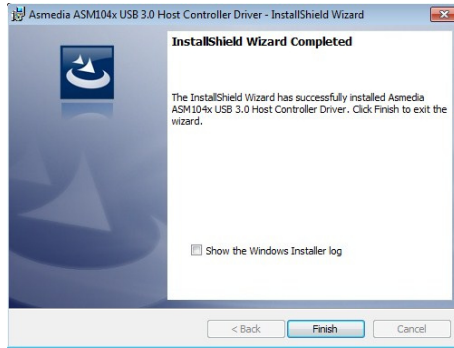 Asmedia ASM104x USB 3.0 Host Controller Driver - InstallShield Wizard
InstallShield Wizard Completed
The InstallShield Wizard has successfully installed Asmedia
ASM104x USB 3.0 Host Controller Driver. Click Finish to exit the
wizard.
Show the Windows Installer log
< Back
Finish
Cancel